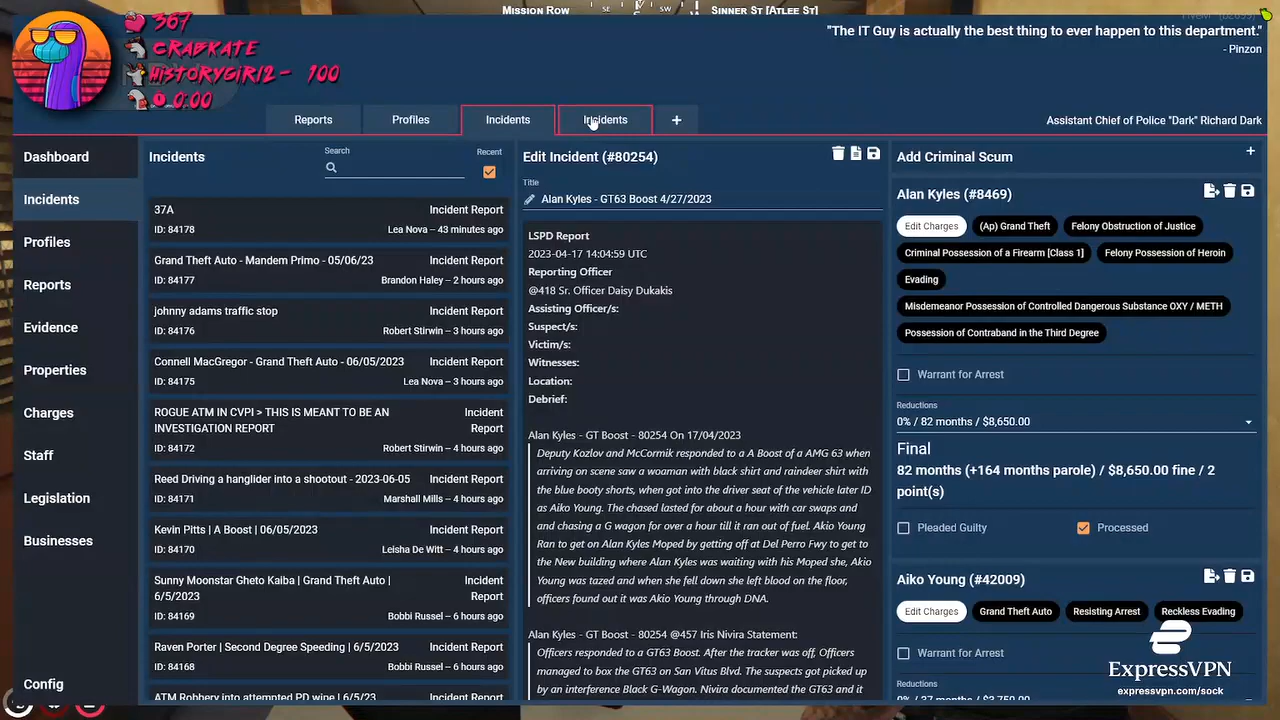 Mission Row
SE
SW
Sinner St [Atlee St]
367
CRABKATE
HISTORYGIRL2 - 100
0:00
"The IT Guy is actually the best thing to ever happen to this department."
- Pinzon
Reports
Profiles
Incidents
Incidents
+
Assistant Chief of Police "Dark" Richard Dark
Dashboard
Incidents
Profiles
Reports
Evidence
Properties
Charges
Staff
Legislation
Businesses
Config
Incidents
Search
Recent
37A
Incident Report
ID: 84178
Lea Nova – 43 minutes ago
Grand Theft Auto - Mandem Primo - 05/06/23
Incident Report
ID: 84177
Brandon Haley – 2 hours ago
johnny adams traffic stop
Incident Report
ID: 84176
Robert Stirwin – 3 hours ago
Connell MacGregor - Grand Theft Auto - 06/05/2023
Incident Report
ID: 84175
Lea Nova – 3 hours ago
ROGUE ATM IN CVPI > THIS IS MEANT TO BE AN
INVESTIGATION REPORT
Incident
Report
ID: 84172
Robert Stirwin – 4 hours ago
Reed Driving a hanglider into a shootout - 2023-06-05
Incident Report
ID: 84171
Marshall Mills – 4 hours ago
Kevin Pitts | A Boost | 06/05/2023
Incident Report
ID: 84170
Leisha De Witt – 4 hours ago
Sunny Moonstar Gheto Kaiba | Grand Theft Auto |
6/5/2023
Incident
Report
ID: 84169
Bobbi Russel – 6 hours ago
Raven Porter | Second Degree Speeding | 6/5/2023
Incident Report
ID: 84168
Bobbi Russel – 6 hours ago
ATM Robbery into attempted PD wipe | 6/5/23
Incident Report
Edit Incident (#80254)
Title
Alan Kyles - GT63 Boost 4/27/2023
LSPD Report
2023-04-17 14:04:59 UTC
Reporting Officer
@418 Sr. Officer Daisy Dukakis
Assisting Officer/s:
Suspect/s:
Victim/s:
Witnesses:
Location:
Debrief:
Alan Kyles - GT Boost - 80254 On 17/04/2023
Deputy Kozlov and McCormik responded to a A Boost of a AMG 63 when
arriving on scene saw a woaman with black shirt and raindeer shirt with
the blue booty shorts, when got into the driver seat of the vehicle later ID
as Aiko Young. The chased lasted for about a hour with car swaps and
and chasing a G wagon for over a hour till it ran out of fuel. Akio Young
Ran to get on Alan Kyles Moped by getting off at Del Perro Fwy to get to
the New building where Alan Kyles was waiting with his Moped she, Akio
Young was tazed and when she fell down she left blood on the floor,
officers found out it was Akio Young through DNA.
Alan Kyles - GT Boost - 80254 @457 Iris Nivira Statement:
Officers responded to a GT63 Boost. After the tracker was off, Officers
managed to box the GT63 on San Vitus Blvd. The suspects got picked up
by an interference Black G-Wagon. Nivira documented the GT63 and it
Add Criminal Scum
+
Alan Kyles (#8469)
Edit Charges
(Ap) Grand Theft
Felony Obstruction of Justice
Criminal Possession of a Firearm [Class 1]
Felony Possession of Heroin
Evading
Misdemeanor Possession of Controlled Dangerous Substance OXY / METH
Possession of Contraband in the Third Degree
Warrant for Arrest
Reductions
0% / 82 months / $8,650.00
Final
82 months (+164 months parole) / $8,650.00 fine / 2
point(s)
Pleaded Guilty
Processed
Aiko Young (#42009)
Edit Charges
Grand Theft Auto
Resisting Arrest
Reckless Evading
Warrant for Arrest
Reductions
0% / 37 months / $3,750.00
ExpressVPN
expressvpn.com/sock